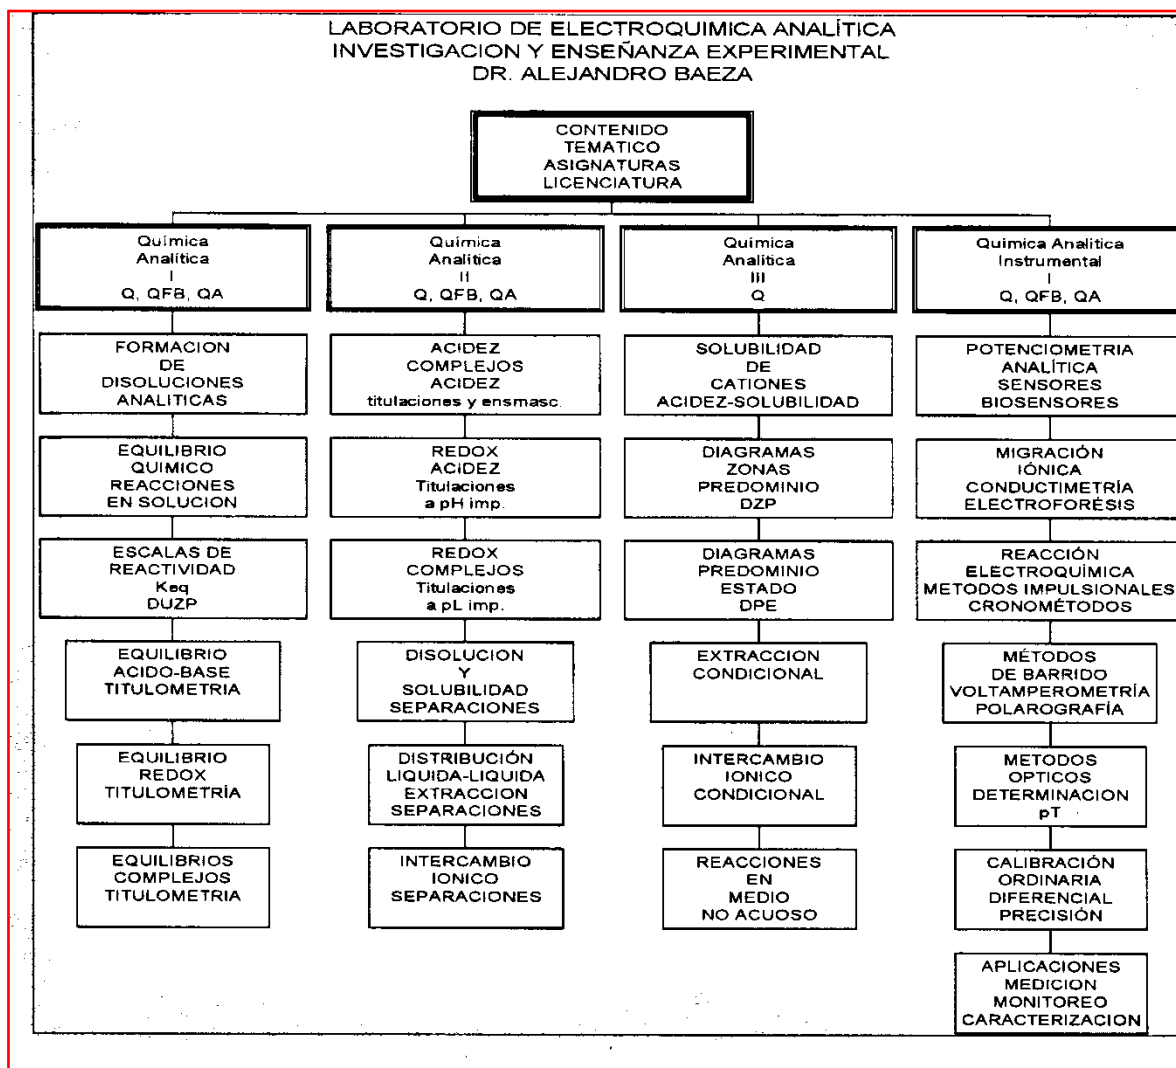 LABORATORIO DE ELECTROQUIMICA ANALÍTICA
INVESTIGACION Y ENSEÑANZA EXPERIMENTAL
DR. ALEJANDRO BAEZA
CONTENIDO
TEMATICO
ASIGNATURAS
LICENCIATURA
Química
Analítica
I
Q, QFB, QA
FORMACION
DE
DISOLUCIONES
ANALITICAS
EQUILIBRIO
QUIMICO
REACCIONES
EN SOLUCION
ESCALAS DE
REACTIVIDAD
Keq
DUZP
EQUILIBRIO
ACIDO-BASE
TITULOMETRIA
EQUILIBRIO
REDOX
TITULOMETRÍA
EQUILIBRIOS
COMPLEJOS
TITULOMETRIA
Química
Analítica
II
Q, QFB, QA
ACIDEZ
COMPLEJOS
ACIDEZ
titulaciones y ensmasc.
REDOX
ACIDEZ
Titulaciones
a pH imp.
REDOX
COMPLEJOS
Titulaciones
a pL imp.
DISOLUCION
Y
SOLUBILIDAD
SEPARACIONES
DISTRIBUCIÓN
LIQUIDA-LIQUIDA
EXTRACCION
SEPARACIONES
INTERCAMBIO
IONICO
SEPARACIONES
Química
Analítica
III
Q
SOLUBILIDAD
DE
CATIONES
ACIDEZ-SOLUBILIDAD
DIAGRAMAS
ZONAS
PREDOMINIO
DZP
DIAGRAMAS
PREDOMINIO
ESTADO
DPE
EXTRACCION
CONDICIONAL
INTERCAMBIO
IONICO
CONDICIONAL
REACCIONES
EN
MEDIO
NO ACUOSO
Química Analitica
Instrumental
I
Q, QFB, QA
POTENCIOMETRIA
ANALÍTICA
SENSORES
BIOSENSORES
MIGRACIÓN
IÓNICA
CONDUCTIMETRÍA
ELECTROFORÉSIS
REACCIÓN
ELECTROQUÍMICA
METODOS IMPULSIONALES
CRONOMÉTODOS
MÉTODOS
DE BARRIDO
VOLTAMPEROMETRÍA
POLAROGRAFÍA
METODOS
OPTICOS
DETERMINACION
pT
CALIBRACIÓN
ORDINARIA
DIFERENCIAL
PRECISIÓN
APLICACIONES
MEDICION
MONITOREO
CARACTERIZACION